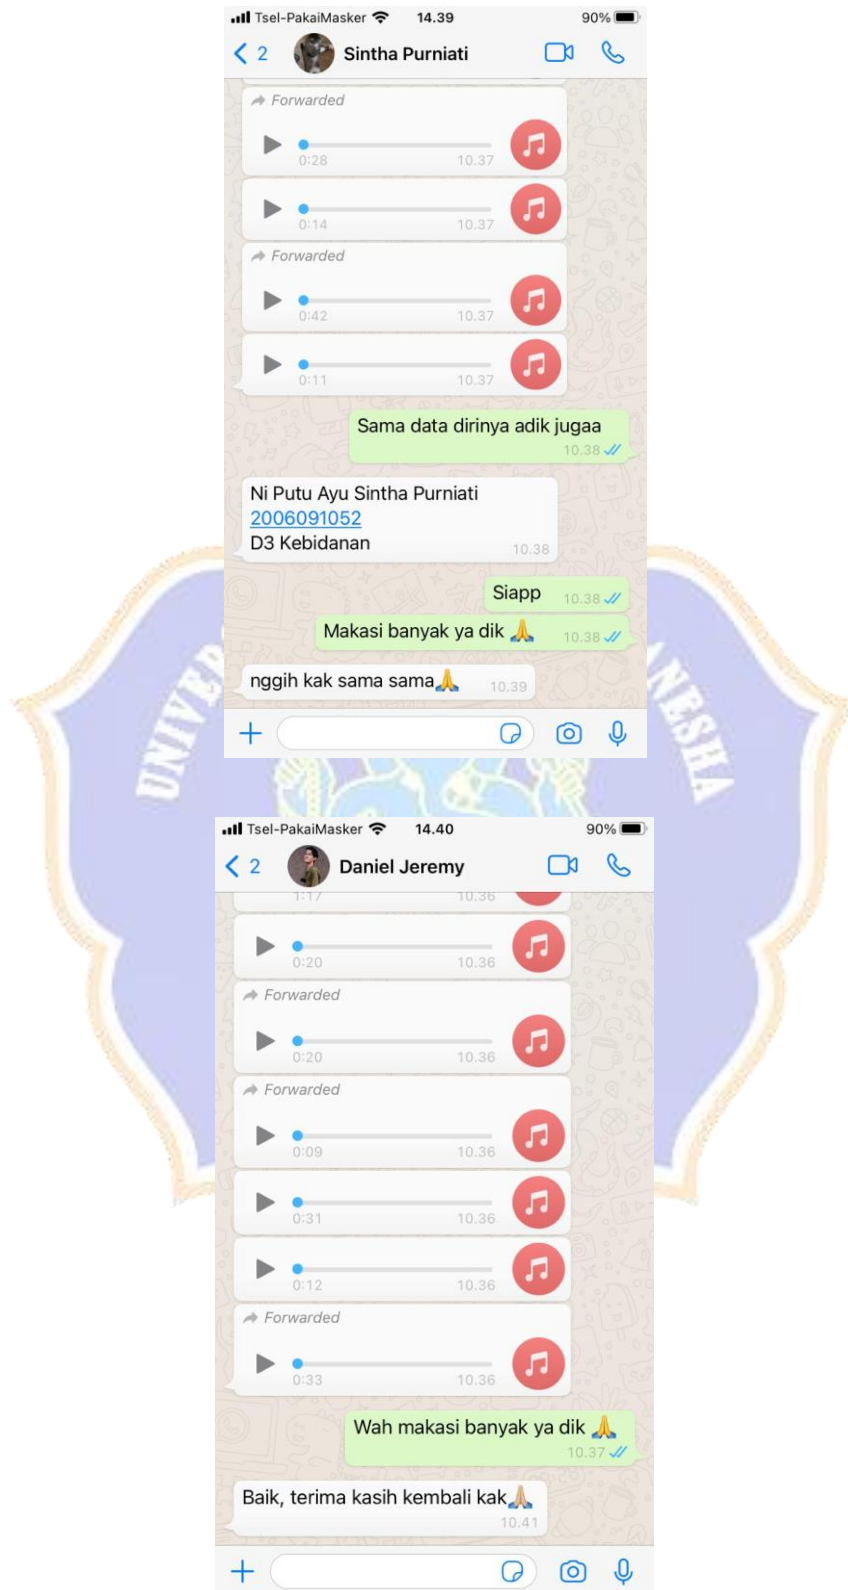 Tsel-PakaiMasker 14.39 90%
2 Sintha Purniati
Forwarded
0:28 10.37
0:14 10.37
Forwarded
0:42 10.37
0:11 10.37
Sama data dirinya adik jugaa
10.38
Ni Putu Ayu Sintha Purniati
2006091052
D3 Kebidanan
10.38
Siapp 10.38
Makasi banyak ya dik 🙏 10.38
nggih kak sama sama🙏 10.39
Tsel-PakaiMasker 14.40 90%
2 Daniel Jeremy
1:17 10.36
0:20 10.36
Forwarded
0:20 10.36
Forwarded
0:09 10.36
0:31 10.36
0:12 10.36
Forwarded
0:33 10.36
Wah makasi banyak ya dik 🙏
10.37
Baik, terima kasih kembali kak🙏🏼
10.41